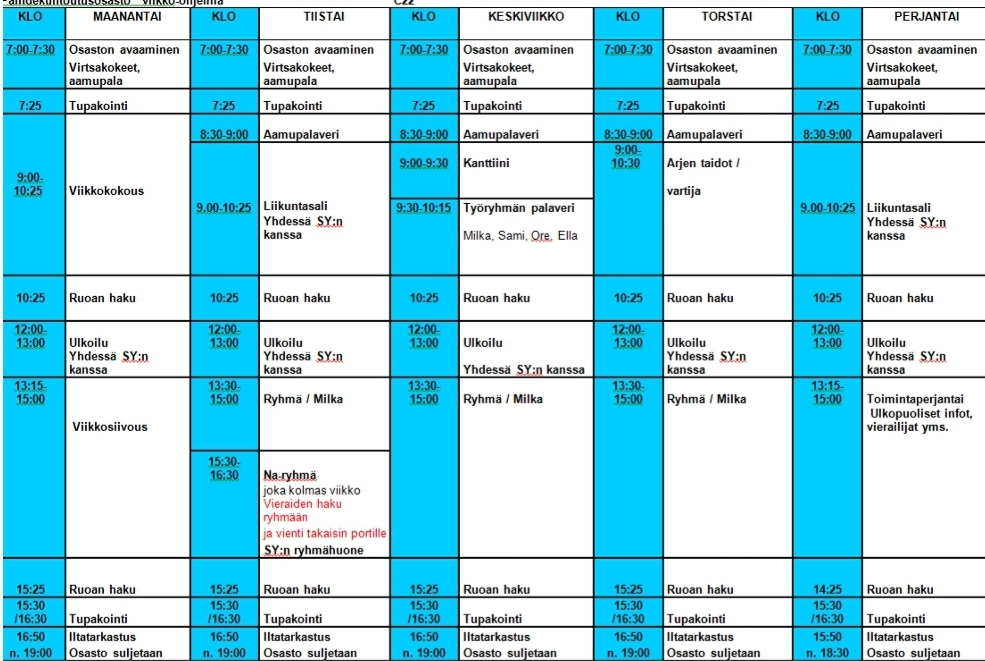 viikko-ohjelma C22
KLO MAANANTAI KLO TIISTAI KLO KESKIVIIKKO KLO TORSTAI KLO PERJANTAI
7:00-7:30 Osaston avaaminen 7:00-7:30 Osaston avaaminen 7:00-7:30 Osaston avaaminen 7:00-7:30 Osaston avaaminen 7:00-7:30 Osaston avaaminen
Virtsakokeet, Virtsakokeet, Virtsakokeet, Virtsakokeet, Virtsakokeet,
aamupala aamupala aamupala aamupala aamupala
7:25 Tupakointi 7:25 Tupakointi 7:25 Tupakointi 7:25 Tupakointi 7:25 Tupakointi
8:30-9:00 Aamupalaveri 8:30-9:00 Aamupalaveri 8:30-9:00 Aamupalaveri 8:30-9:00 Aamupalaveri
9:00-
9:00-9:30 Kanttiini 10:30 Arjen taidot /
9:00-
10:25 Viikkokokous vartija
9.00-10:25 Liikuntasali 9:30-10:15 Työryhmän palaveri 9.00-10:25 Liikuntasali
Yhdessä SY:n Yhdessä SY:n
kanssa Milka, Sami, Ore, Ella kanssa
10:25 Ruoan haku 10:25 Ruoan haku 10:25 Ruoan haku 10:25 Ruoan haku 10:25 Ruoan haku
12:00- 12:00- 12:00- 12:00- 12:00-
13:00 Ulkoilu 13:00 Ulkoilu 13:00 Ulkoilu 13:00 Ulkoilu 13:00 Ulkoilu
Yhdessä SY:n Yhdessä SY:n Yhdessä SY:n Yhdessä SY:n
kanssa kanssa Yhdessä SY:n kanssa kanssa kanssa
13:15- 13:30- 13:30- 13:30- 13:15-
15:00 15:00 Ryhmä / Milka 15:00 Ryhmä / Milka 15:00 Ryhmä / Milka 15:00 Toimintaperjantai
Ulkopuoliset infot,
Viikkosiivous vierailijat yms.
15:30-
16:30 Na-ryhmä
joka kolmas viikko
Vieraiden haku
ryhmään
ja vienti takaisin portille
SY:n ryhmähuone
15:25 Ruoan haku 15:25 Ruoan haku 15:25 Ruoan haku 15:25 Ruoan haku 14:25 Ruoan haku
15:30 15:30 15:30 15:30 15:30
/16:30 Tupakointi /16:30 Tupakointi /16:30 Tupakointi /16:30 Tupakointi /16:30 Tupakointi
16:50 Iltatarkastus 16:50 Iltatarkastus 16:50 Iltatarkastus 16:50 Iltatarkastus 15:50 Iltatarkastus
n. 19:00 Osasto suljetaan n. 19:00 Osasto suljetaan n. 19:00 Osasto suljetaan n. 19:00 Osasto suljetaan n. 18:30 Osasto suljetaan